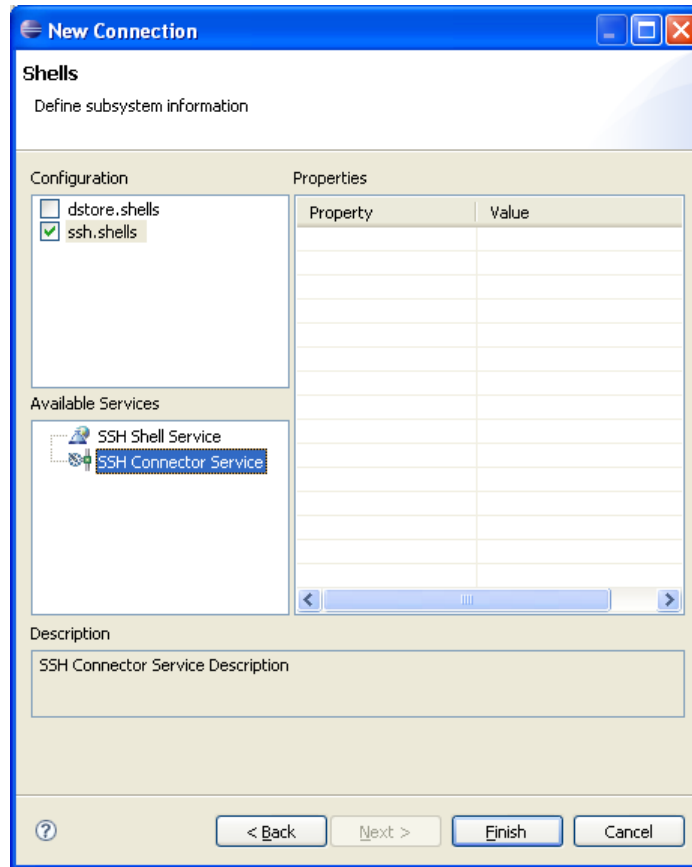 New Connection
Shells
Define subsystem information
Configuration
dstore.shells
ssh.shells
Available Services
SSH Shell Service
SSH Connector Service
Properties
Property Value
Description
SSH Connector Service Description
< Back Next > Finish Cancel